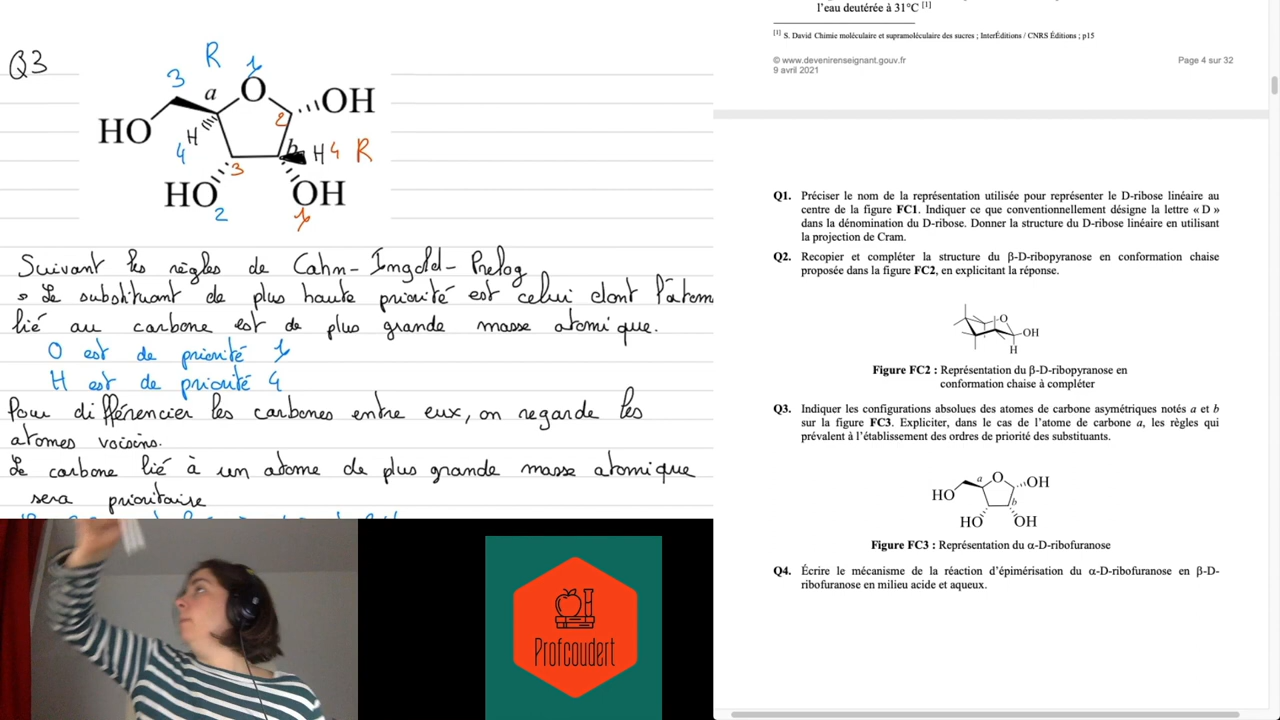 Q3
R
1
3
a
O
OH
HO
2
H
b
H 4 R
4
3
HO
OH
2
1
Suivant les règles de Cahn-Ingold-Prelog
Le substituant de plus haute priorité est celui dont l'atom
lié au carbone est de plus grande masse atomique.
O est de priorité 1
H est de priorité 4
Pour différencier les carbones entre eux, on regarde les
atomes voisins.
Le carbone lié à un atome de plus grande masse atomique
sera prioritaire
Profcoudert
l'eau deutérée à 31°C [1]
[1] S. David Chimie moléculaire et supramoléculaire des sucres ; InterÉditions / CNRS Éditions ; p15
© www.devenirenseignant.gouv.fr Page 4 sur 32
9 avril 2021
Q1. Préciser le nom de la représentation utilisée pour représenter le D-ribose linéaire au
centre de la figure FC1. Indiquer ce que conventionnellement désigne la lettre « D »
dans la dénomination du D-ribose. Donner la structure du D-ribose linéaire en utilisant
la projection de Cram.
Q2. Recopier et compléter la structure du β-D-ribopyranose en conformation chaise
proposée dans la figure FC2, en explicitant la réponse.
O
OH
H
Figure FC2 : Représentation du β-D-ribopyranose en
conformation chaise à compléter
Q3. Indiquer les configurations absolues des atomes de carbone asymétriques notés a et b
sur la figure FC3. Expliciter, dans le cas de l'atome de carbone a, les règles qui
prévalent à l'établissement des ordres de priorité des substituants.
a
O
OH
HO
b
HO
OH
Figure FC3 : Représentation du α-D-ribofuranose
Q4. Écrire le mécanisme de la réaction d'épimérisation du α-D-ribofuranose en β-D-
ribofuranose en milieu acide et aqueux.